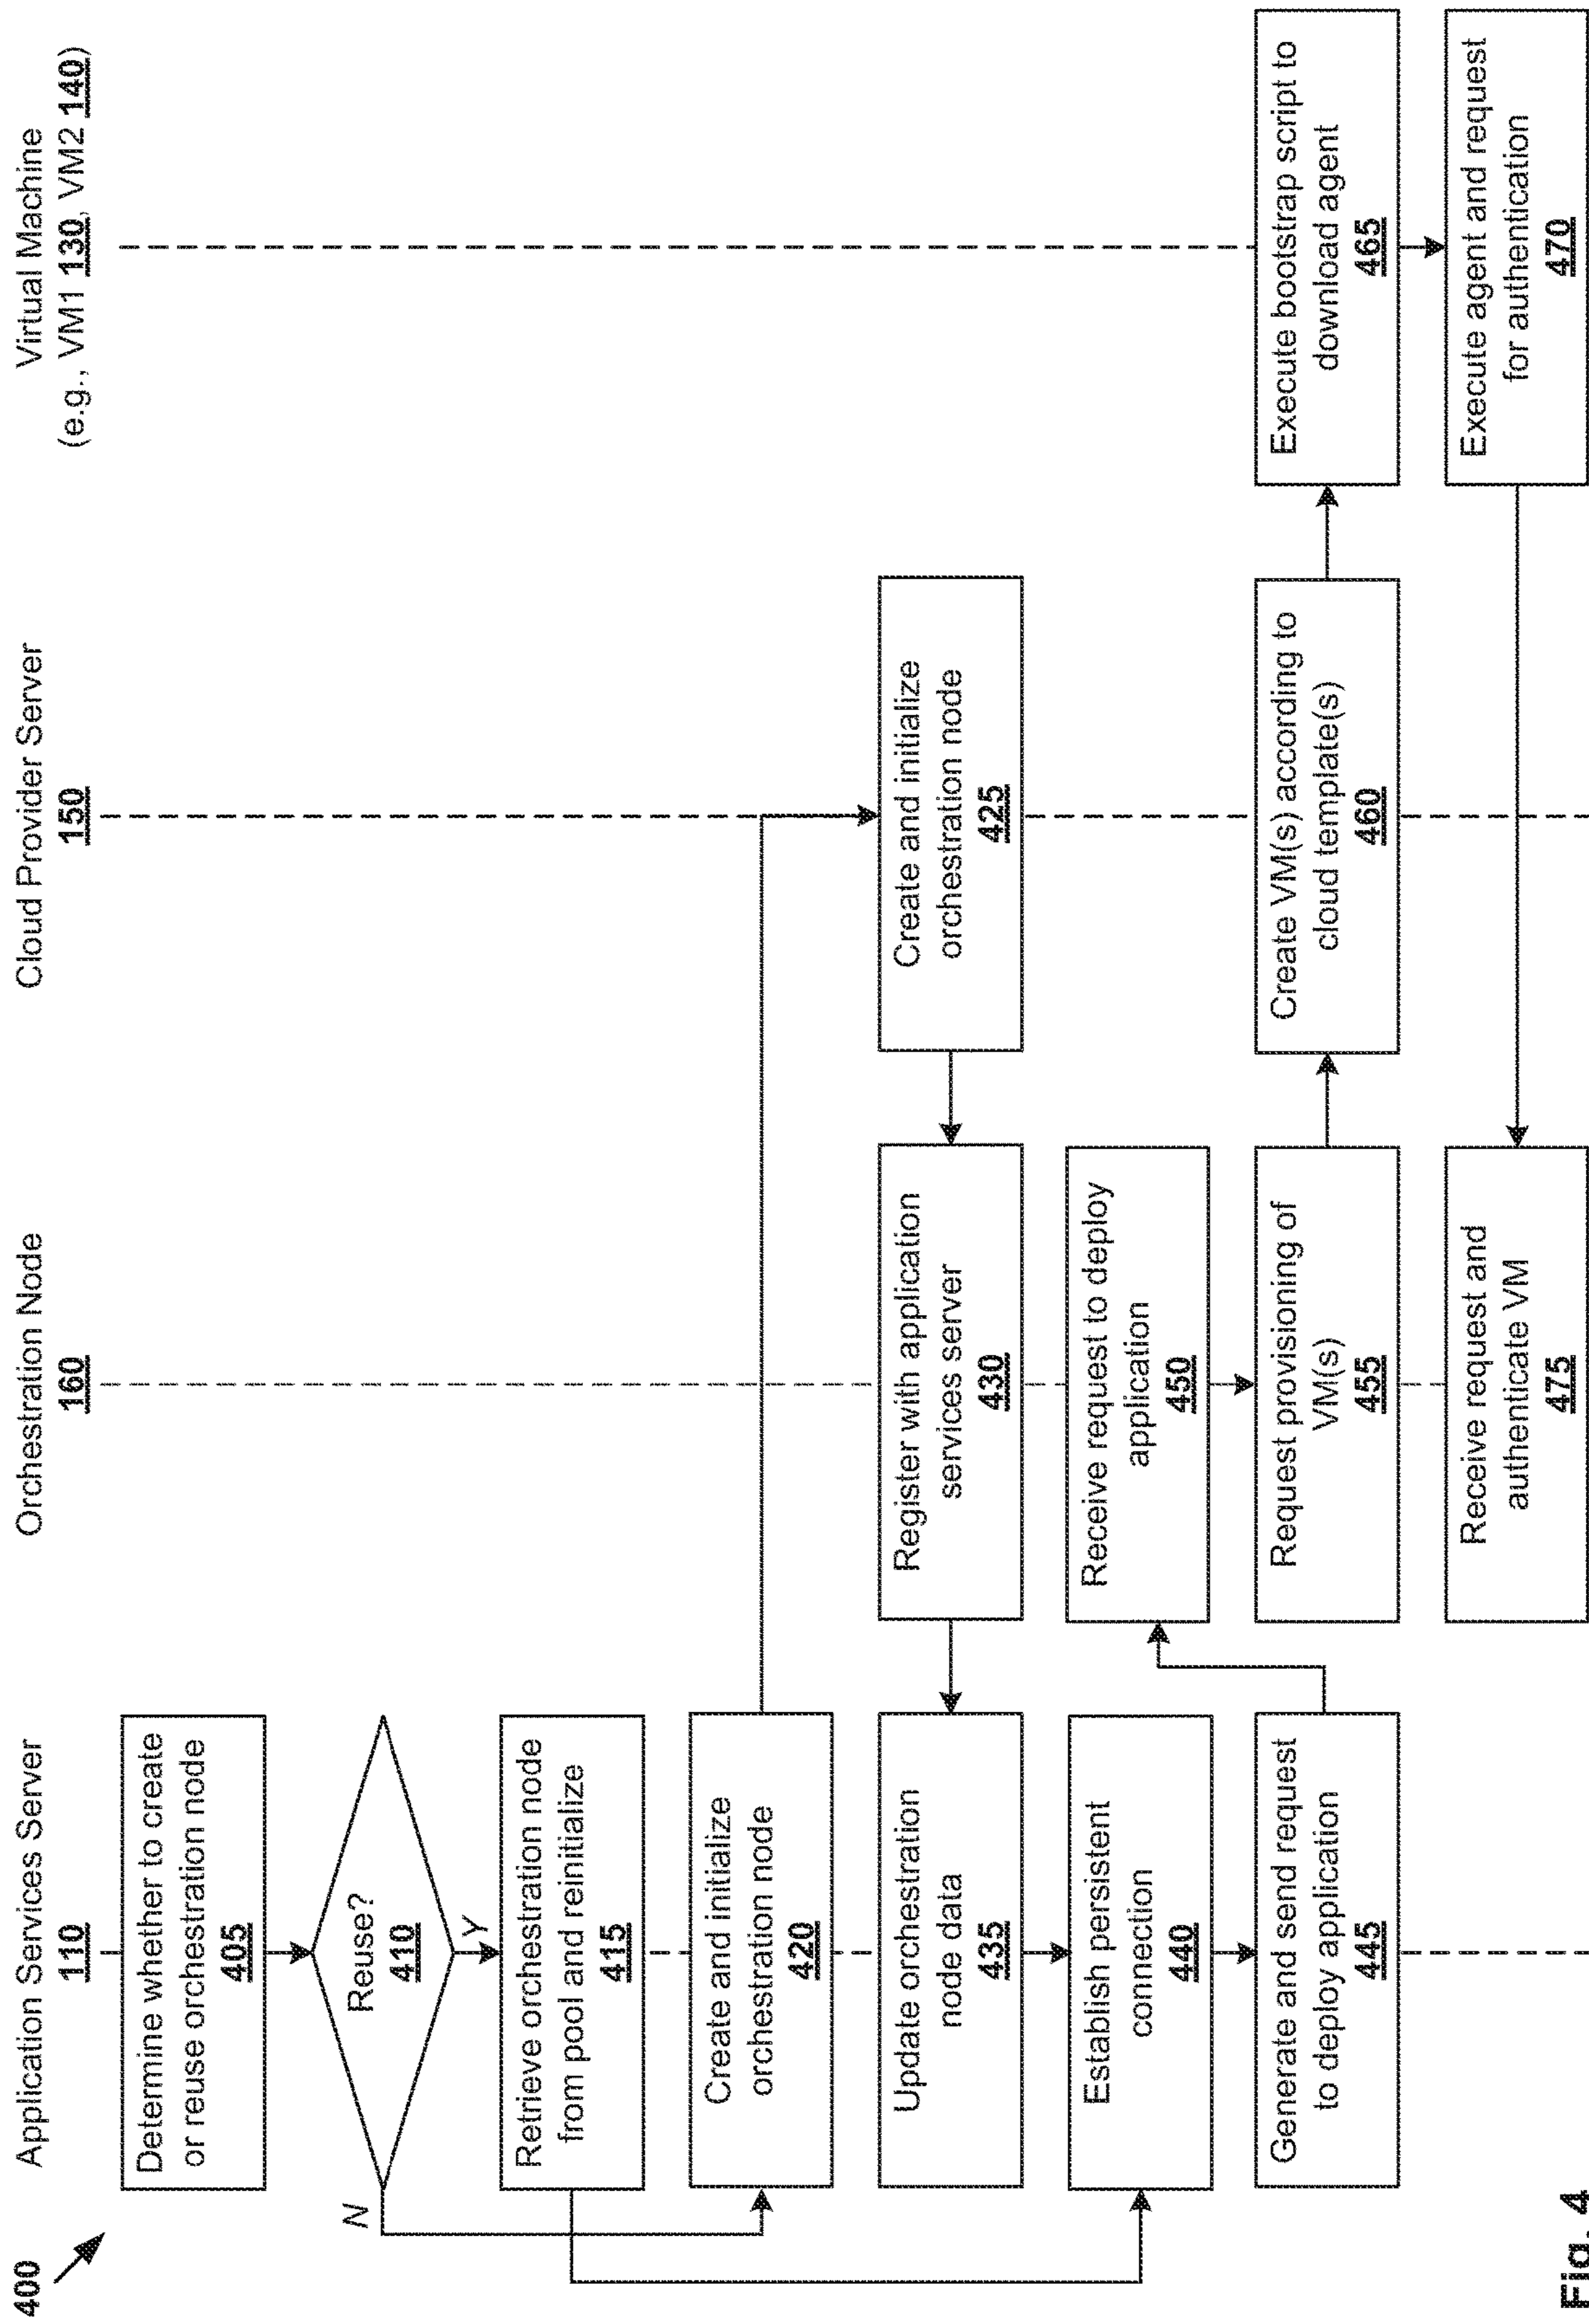 400
Application Services Server
110
Orchestration Node
160
Cloud Provider Server
150
Virtual Machine
(e.g., VM1 130, VM2 140)
Determine whether to create
or reuse orchestration node
405
Reuse?
410
N
Y
Retrieve orchestration node
from pool and reinitialize
415
Create and initialize
orchestration node
420
Create and initialize
orchestration node
425
Register with application
services server
430
Update orchestration
node data
435
Establish persistent
connection
440
Generate and send request
to deploy application
445
Receive request to deploy
application
450
Request provisioning of
VM(s)
455
Create VM(s) according to
cloud template(s)
460
Execute bootstrap script to
download agent
465
Execute agent and request
for authentication
470
Receive request and
authenticate VM
475
Fig. 4